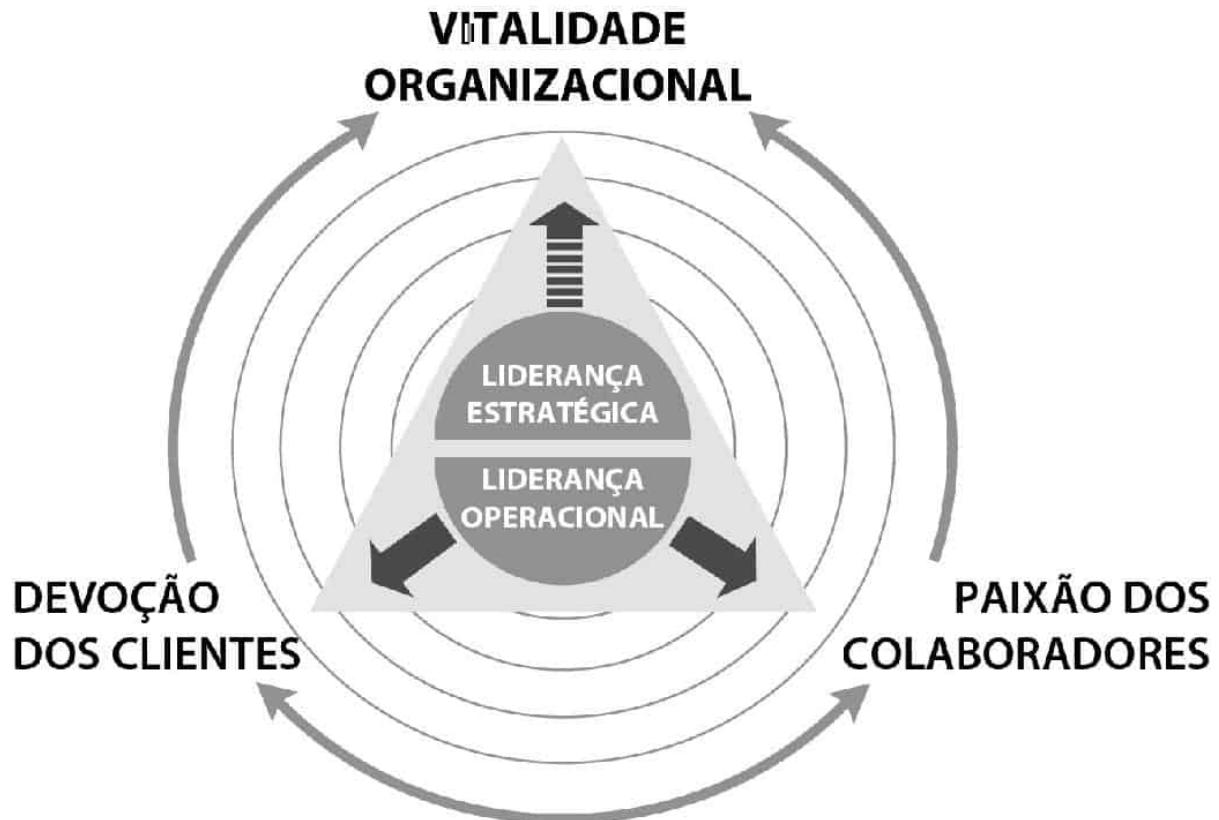 VITALIDADE
ORGANIZACIONAL
LIDERANÇA
ESTRATÉGICA
LIDERANÇA
OPERACIONAL
DEVOÇÃO
DOS CLIENTES
PAIXÃO DOS
COLABORADORES